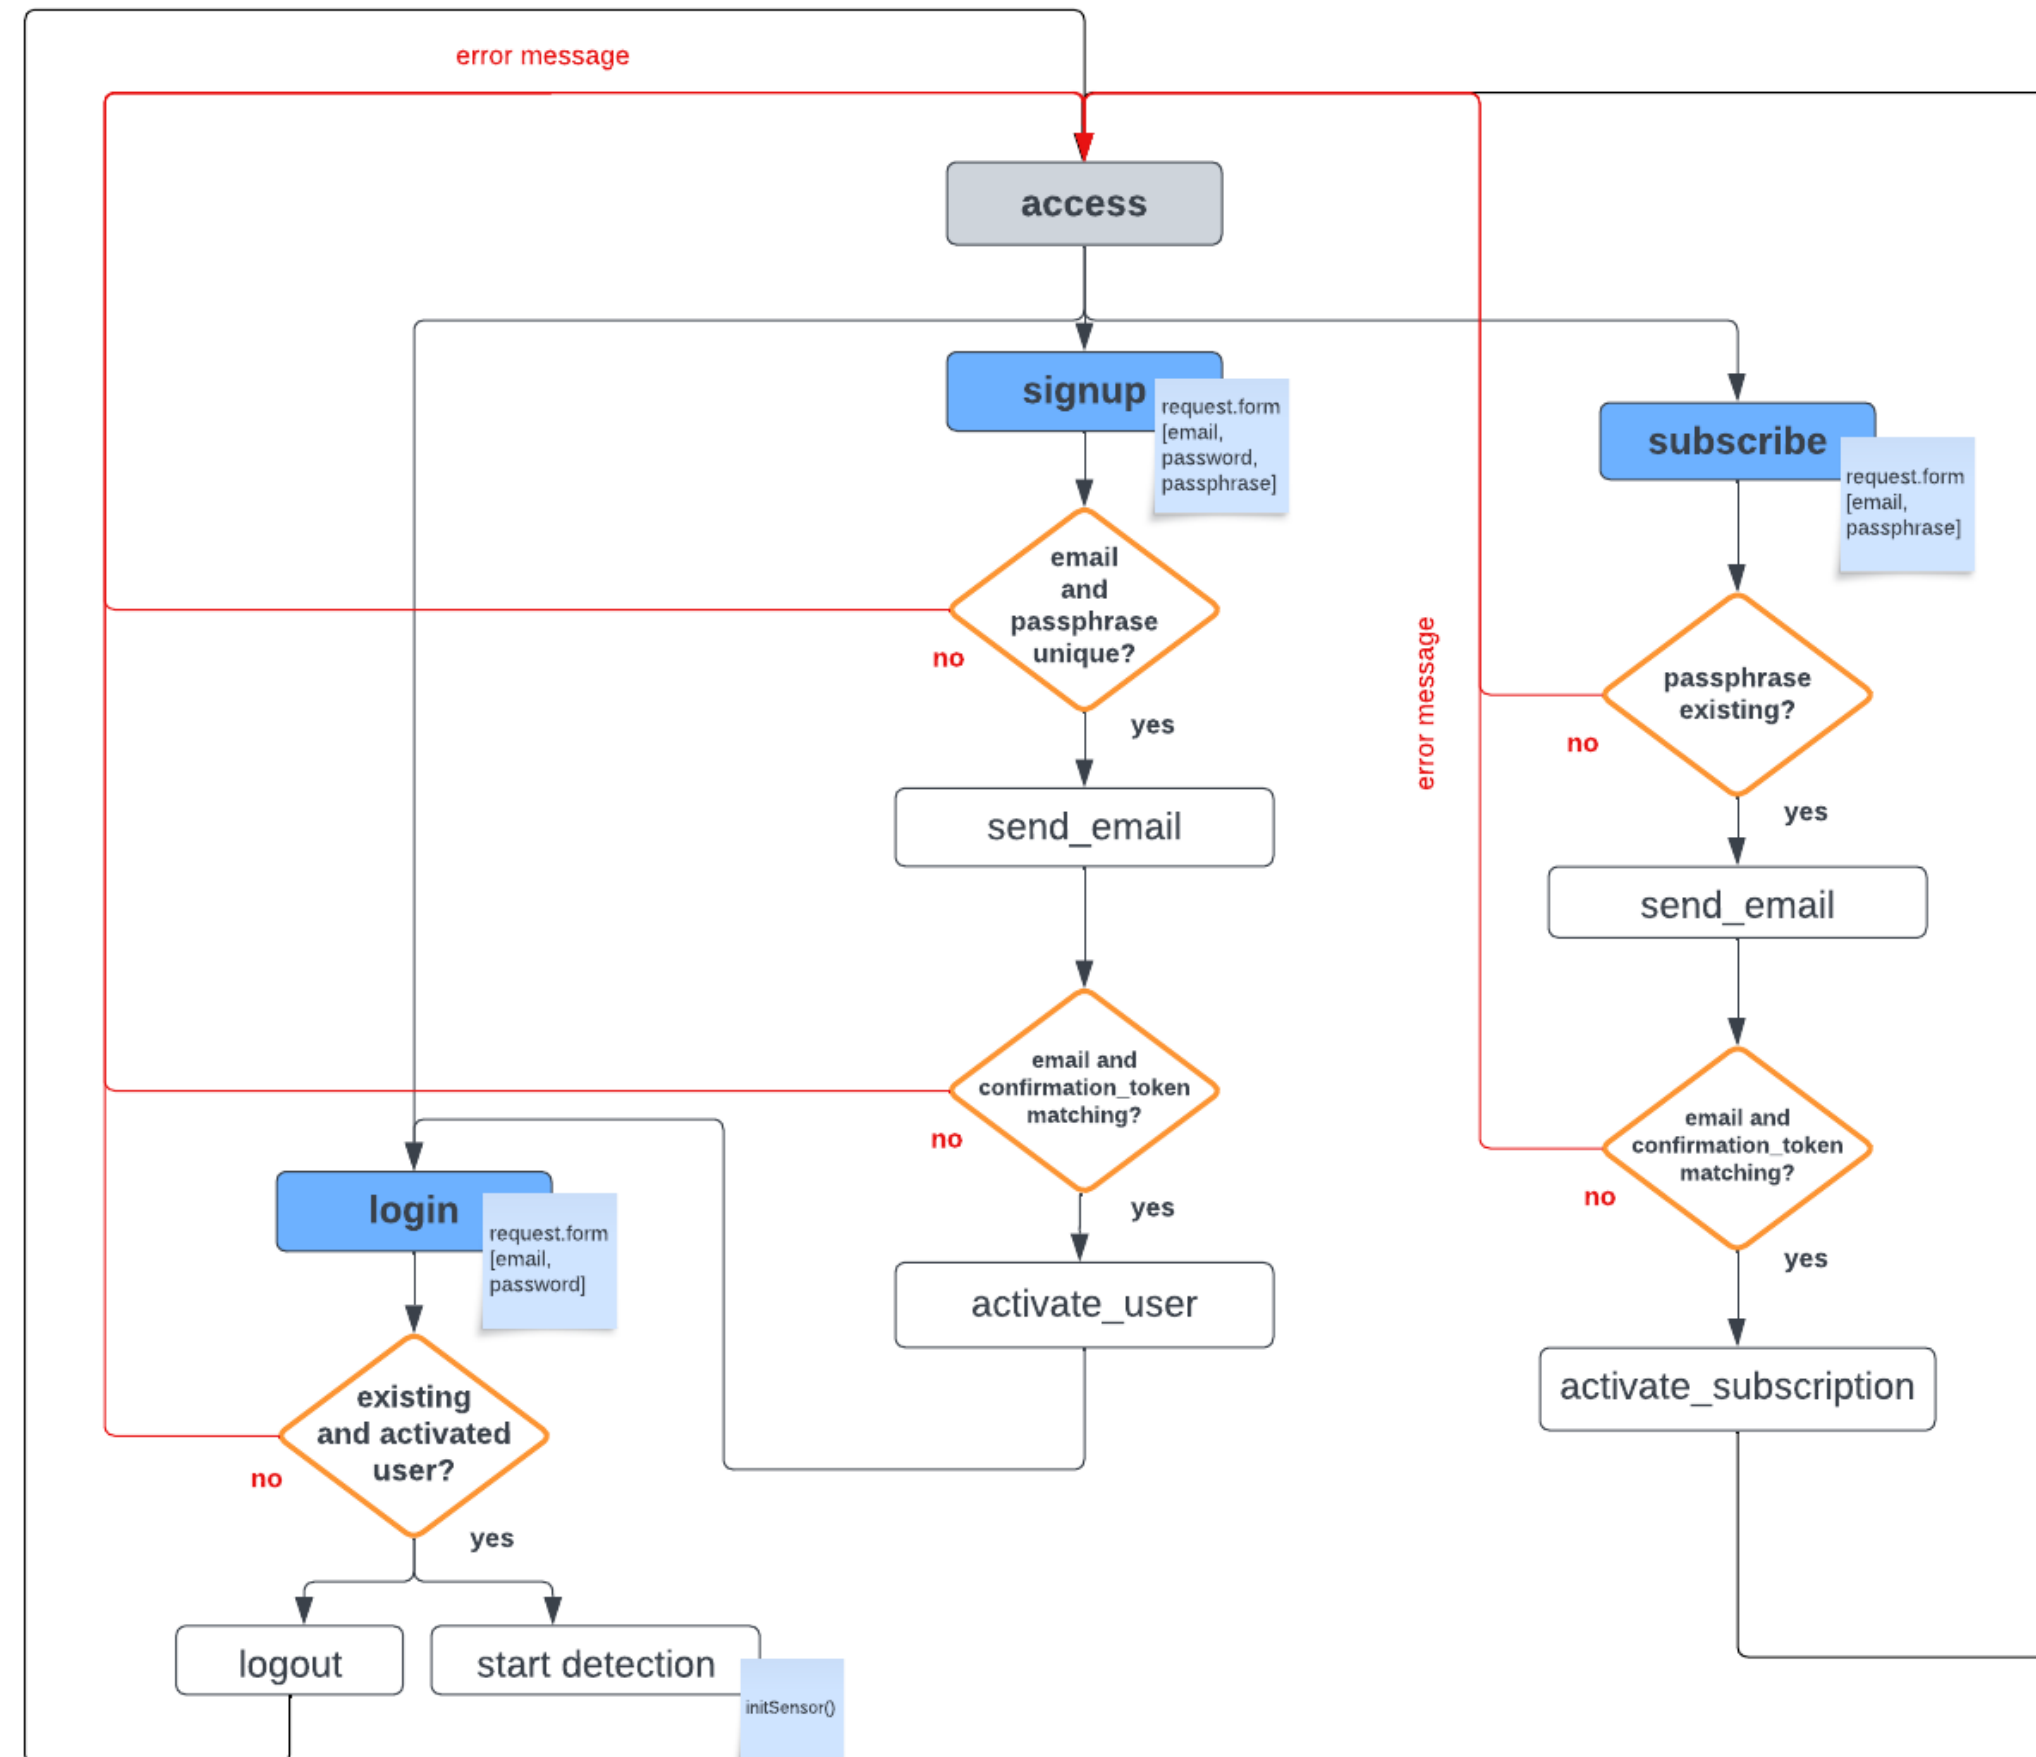 error message
access
signup
request.form
[email,
password,
passphrase]
subscribe
request.form
[email,
passphrase]
email
and
passphrase
unique?
no
yes
error message
passphrase
existing?
no
yes
send_email
send_email
email and
confirmation_token
matching?
no
yes
email and
confirmation_token
matching?
no
yes
login
request.form
[email,
password]
activate_user
activate_subscription
existing
and activated
user?
no
yes
logout
start detection
initSensor()